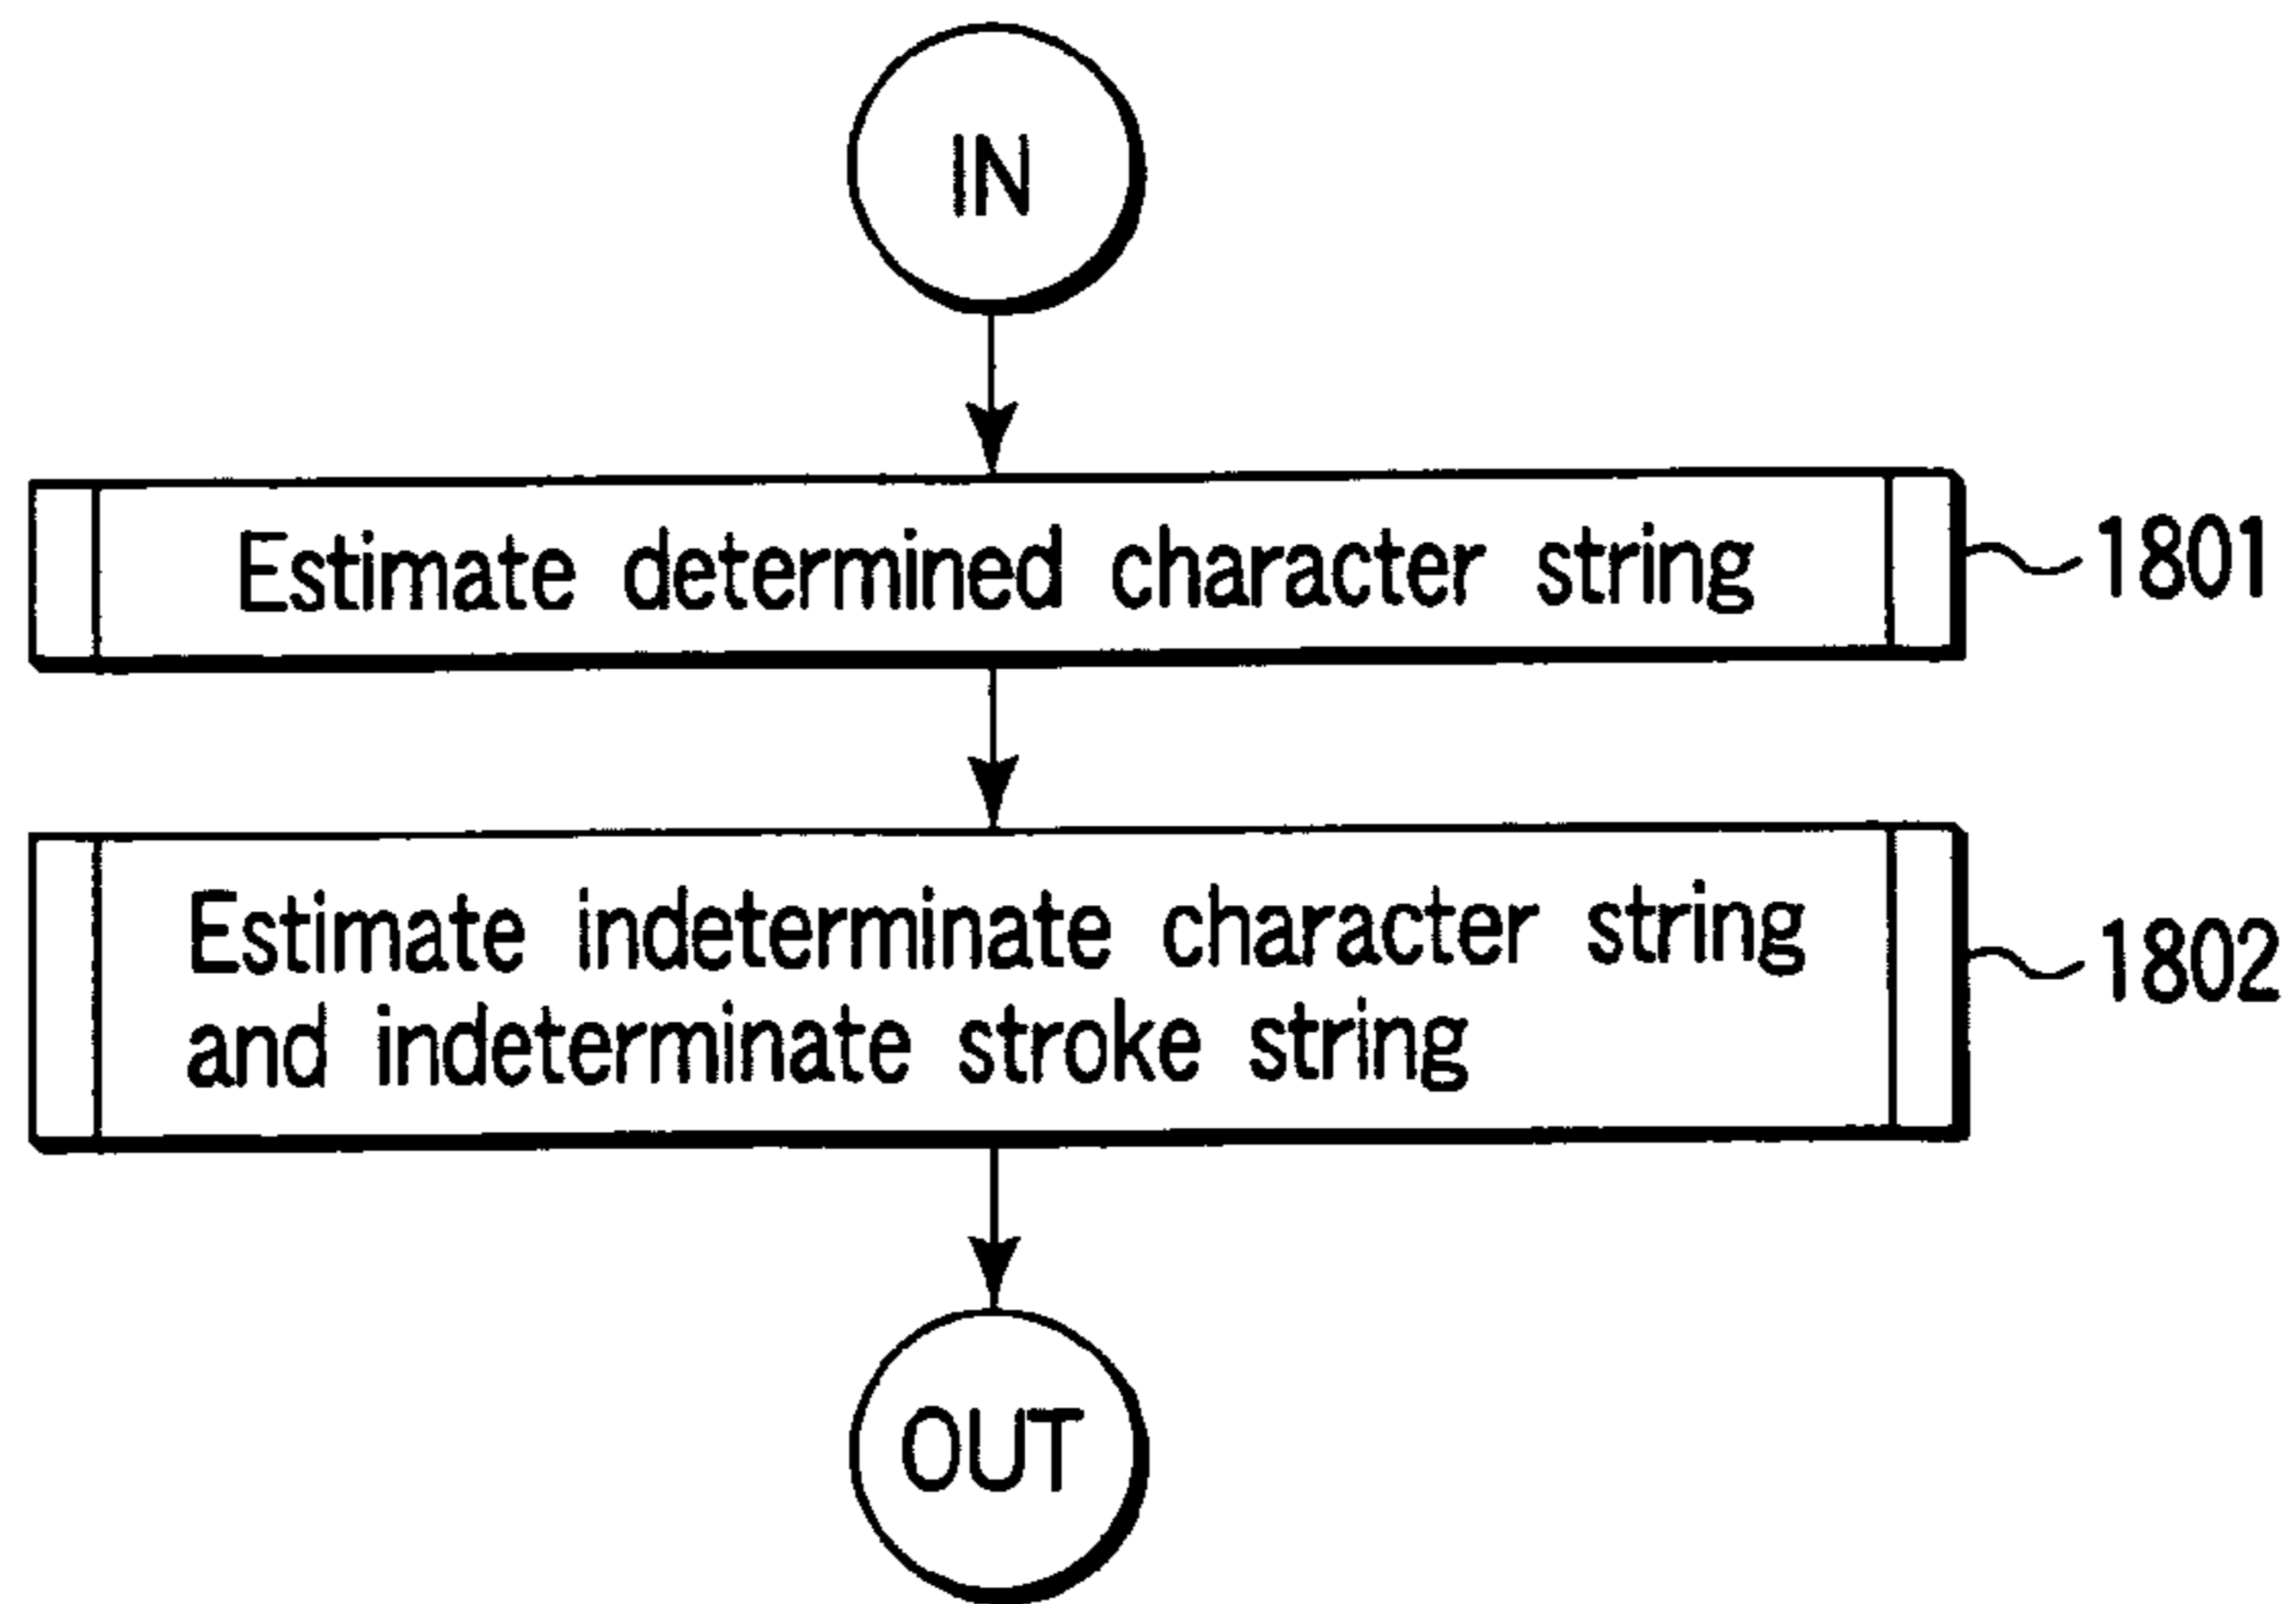 IN
Estimate determined character string
1801
Estimate indeterminate character string
and indeterminate stroke string
1802
OUT